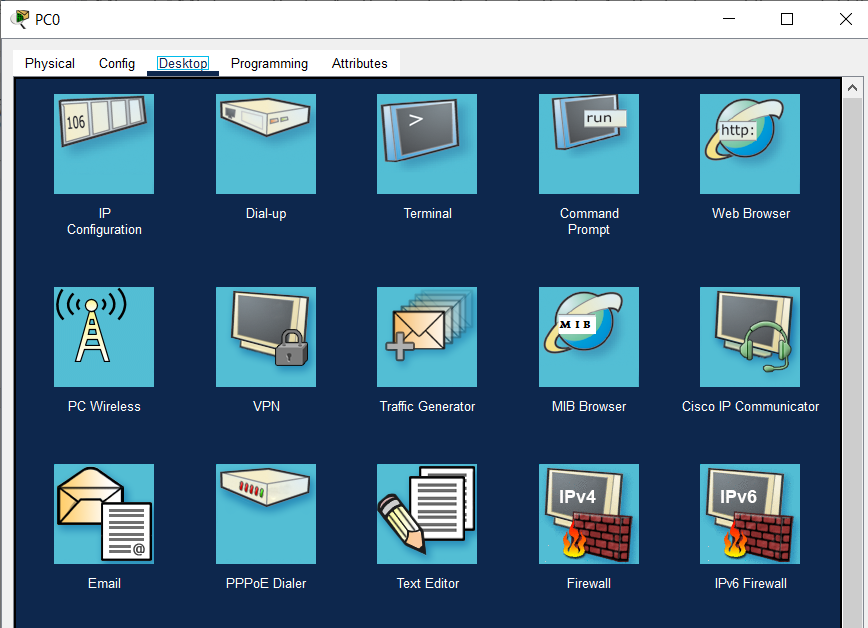 PC0
Physical Config Desktop Programming Attributes
106
>
run
http:
IP
Configuration
Dial-up
Terminal
Command
Prompt
Web Browser
MIB
PC Wireless
VPN
Traffic Generator
MIB Browser
Cisco IP Communicator
@
IPv4
IPv6
Email
PPPoE Dialer
Text Editor
Firewall
IPv6 Firewall